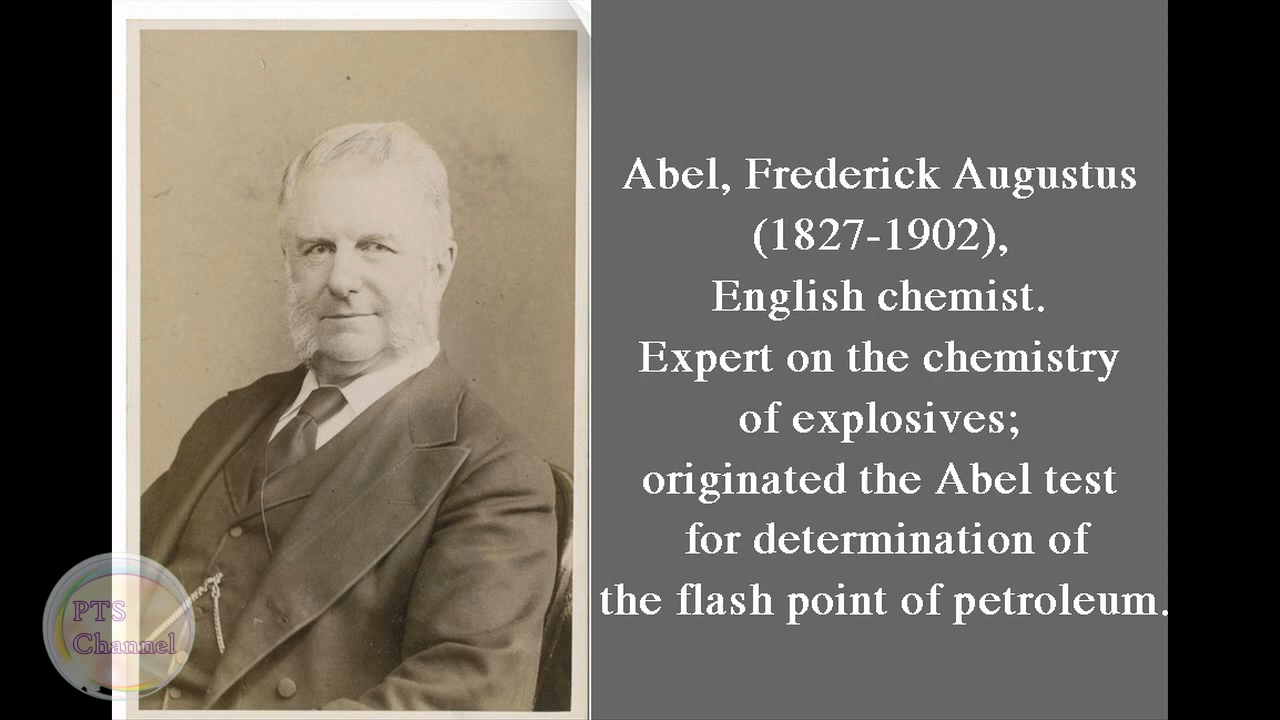 Abel, Frederick Augustus
(1827-1902),
English chemist.
Expert on the chemistry
of explosives;
originated the Abel test
for determination of
the flash point of petroleum.
PTS
Channel